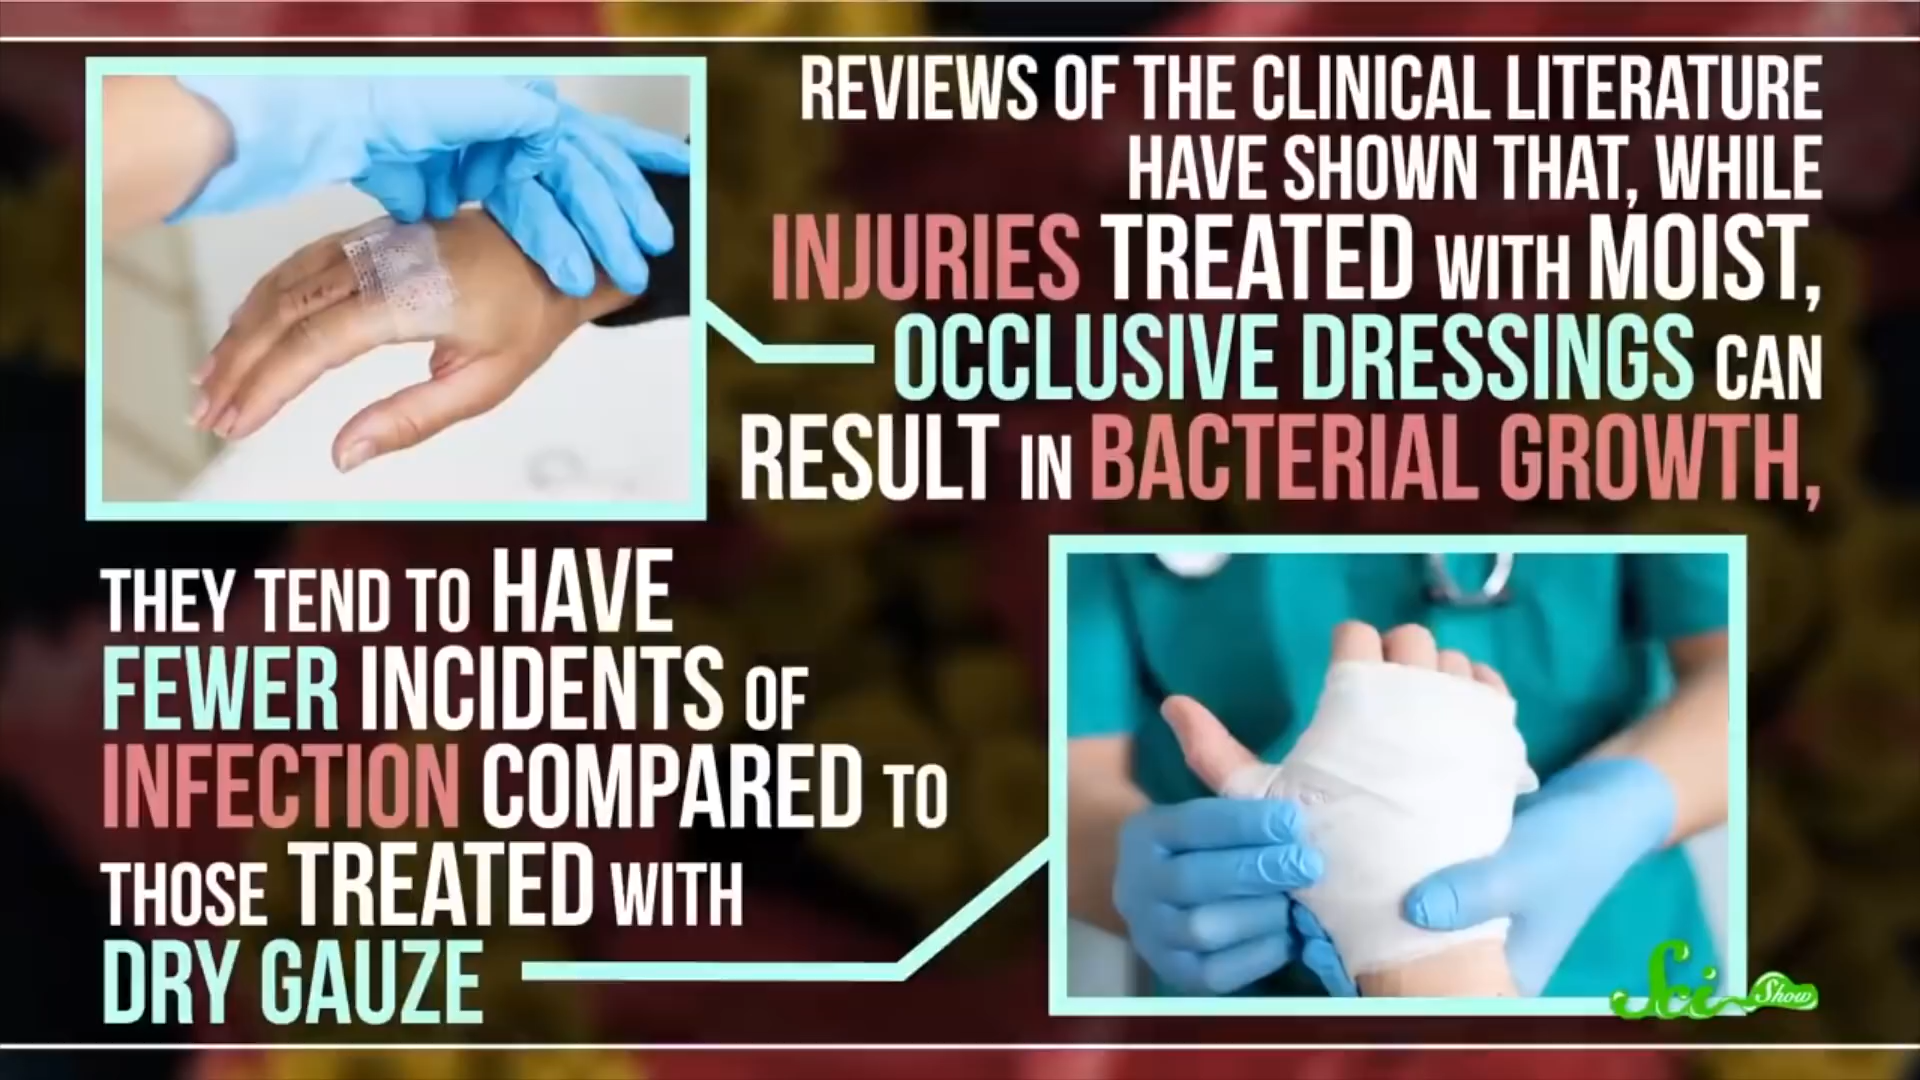 REVIEWS OF THE CLINICAL LITERATURE
HAVE SHOWN THAT, WHILE
INJURIES TREATED WITH MOIST,
OCCLUSIVE DRESSINGS CAN
RESULT IN BACTERIAL GROWTH,
THEY TEND TO HAVE
FEWER INCIDENTS OF
INFECTION COMPARED TO
THOSE TREATED WITH
DRY GAUZE
Sci Show